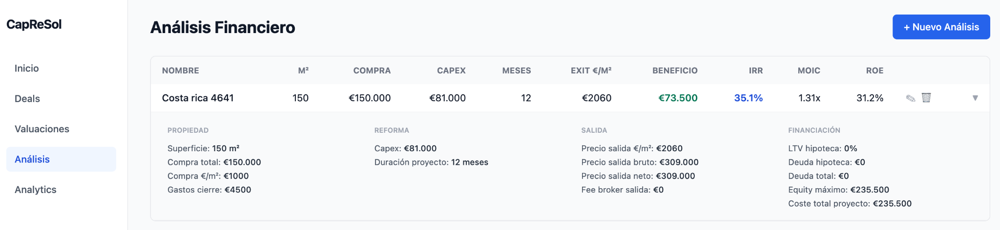 CapReSol
Inicio
Deals
Valuaciones
Análisis
Analytics
Análisis Financiero
+ Nuevo Análisis
NOMBRE M² COMPRA CAPEX MESES EXIT €/M² BENEFICIO IRR MOIC ROE
Costa rica 4641 150 €150.000 €81.000 12 €2060 €73.500 35.1% 1.31x 31.2%
PROPIEDAD
Superficie: 150 m²
Compra total: €150.000
Compra €/m²: €1000
Gastos cierre: €4500
REFORMA
Capex: €81.000
Duración proyecto: 12 meses
SALIDA
Precio salida €/m²: €2060
Precio salida bruto: €309.000
Precio salida neto: €309.000
Fee broker salida: €0
FINANCIACIÓN
LTV hipoteca: 0%
Deuda hipoteca: €0
Deuda total: €0
Equity máximo: €235.500
Coste total proyecto: €235.500